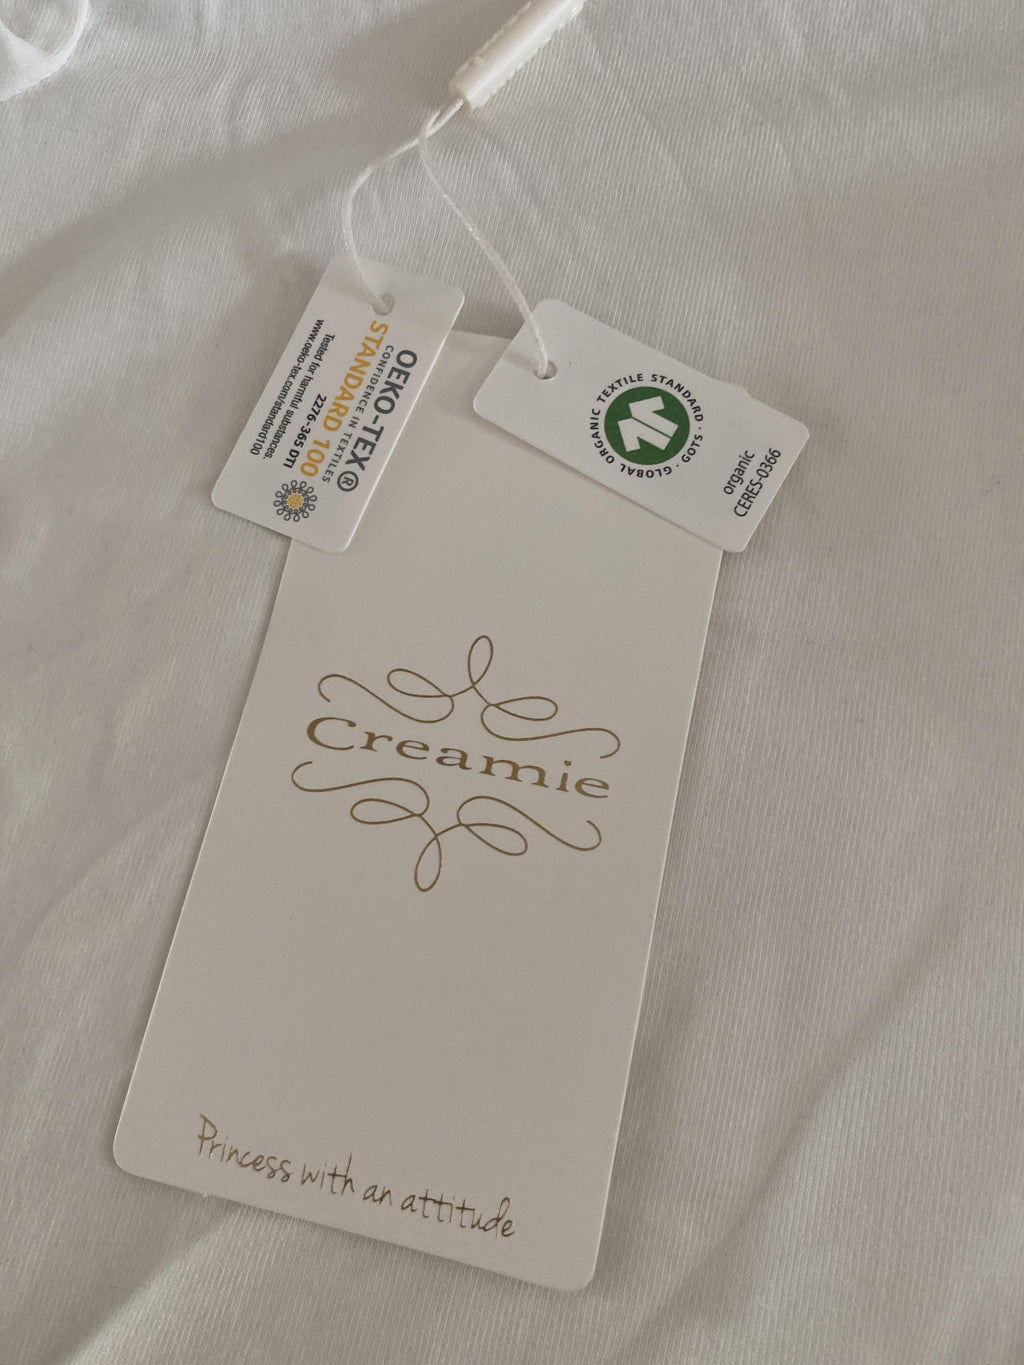 OEKO-TEX®
CONFIDENCE IN TEXTILES
STANDARD 100
2276-365 DTI
Tested for harmful substances.
www.oeko-tex.com/standard100
GLOBAL ORGANIC TEXTILE STANDARD · GOTS ·
organic
CERES-0366
Creamie
Princess with an attitude